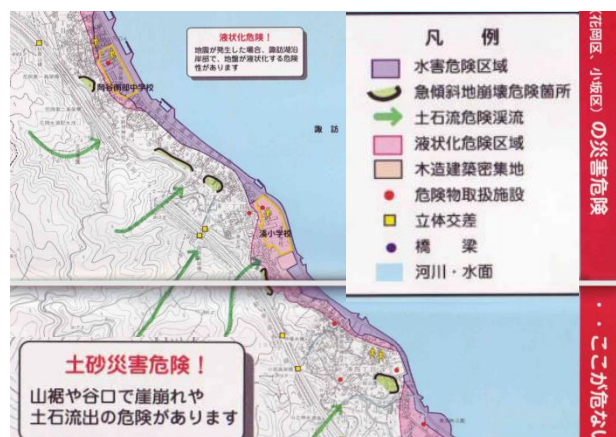 液状化危険！
地震が発生した場合、諏訪湖沿
岸部で、地盤が液状化する危険
性があります
岡谷南部中学校
諏 訪
湊小学校
凡 例
水害危険区域
急傾斜地崩壊危険箇所
土石流危険渓流
液状化危険区域
木造建築密集地
危険物取扱施設
立体交差
橋 梁
河川・水面
花岡区、小坂区）の災害危険
土砂災害危険！
山裾や谷口で崖崩れや
土石流出の危険があります
・・ここが危ない